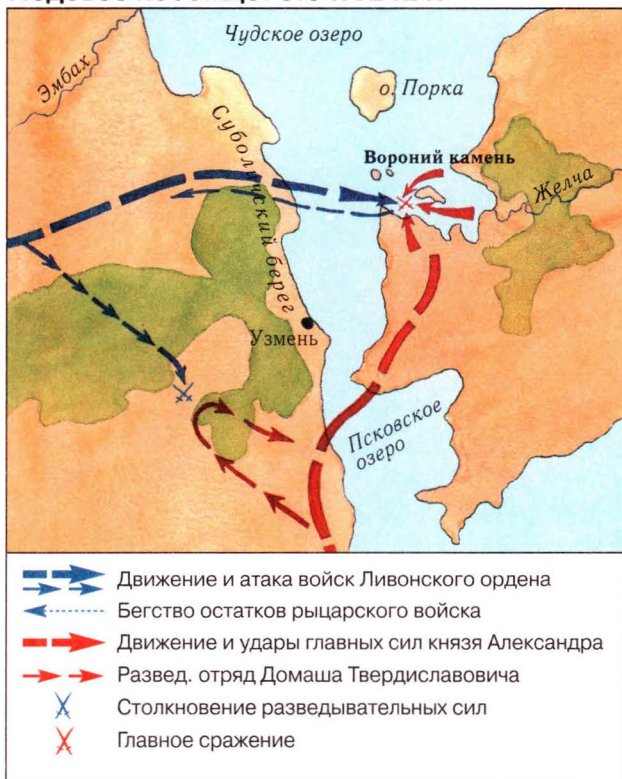 Чудское озеро
Эмбах
о. Порка
Суболичский берег
Вороний камень
Желча
Узмень
Псковское
озеро
Движение и атака войск Ливонского ордена
Бегство остатков рыцарского войска
Движение и удары главных сил князя Александра
Развед. отряд Домаша Твердиславовича
Столкновение разведывательных сил
Главное сражение